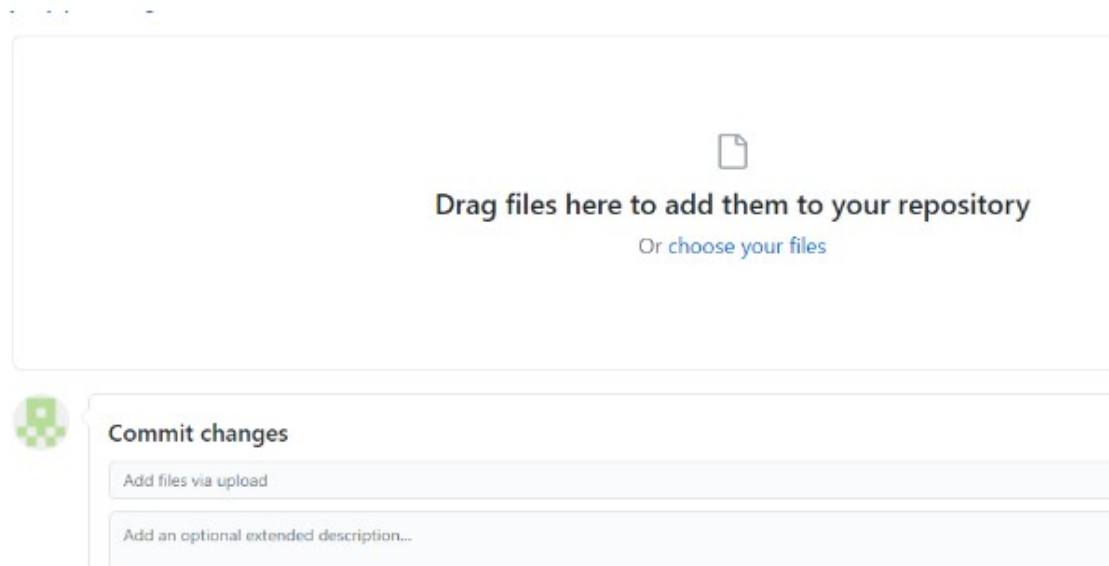 Drag files here to add them to your repository
Or choose your files
Commit changes
Add files via upload
Add an optional extended description...